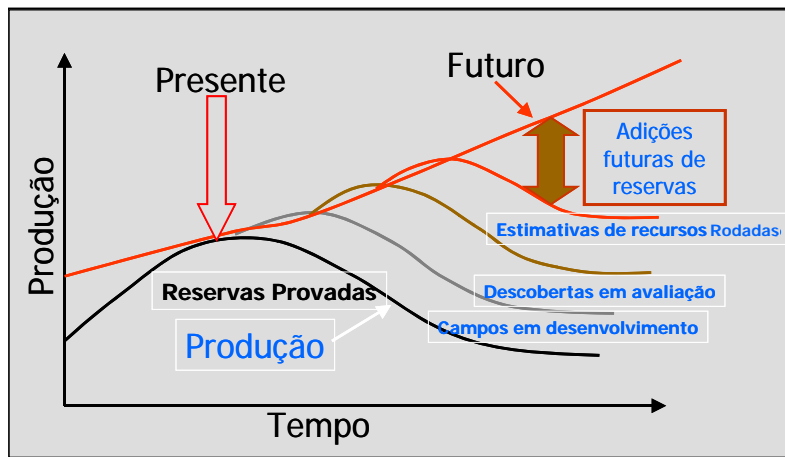 Presente
Futuro
Adições
futuras de
reservas
Produção
Estimativas de recursos Rodadas
Reservas Provadas
Descobertas em avaliação
Produção
Campos em desenvolvimento
Tempo